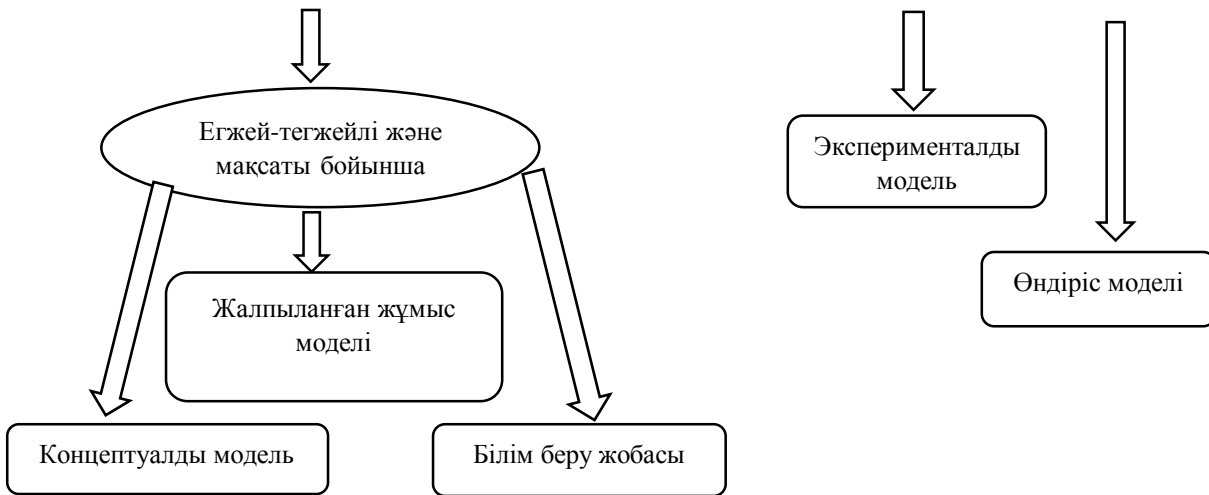 Егжей-тегжейлі және
мақсаты бойынша
Эксперименталды
модель
Өндіріс моделі
Жалпыланған жұмыс
моделі
Концептуалды модель
Білім беру жобасы